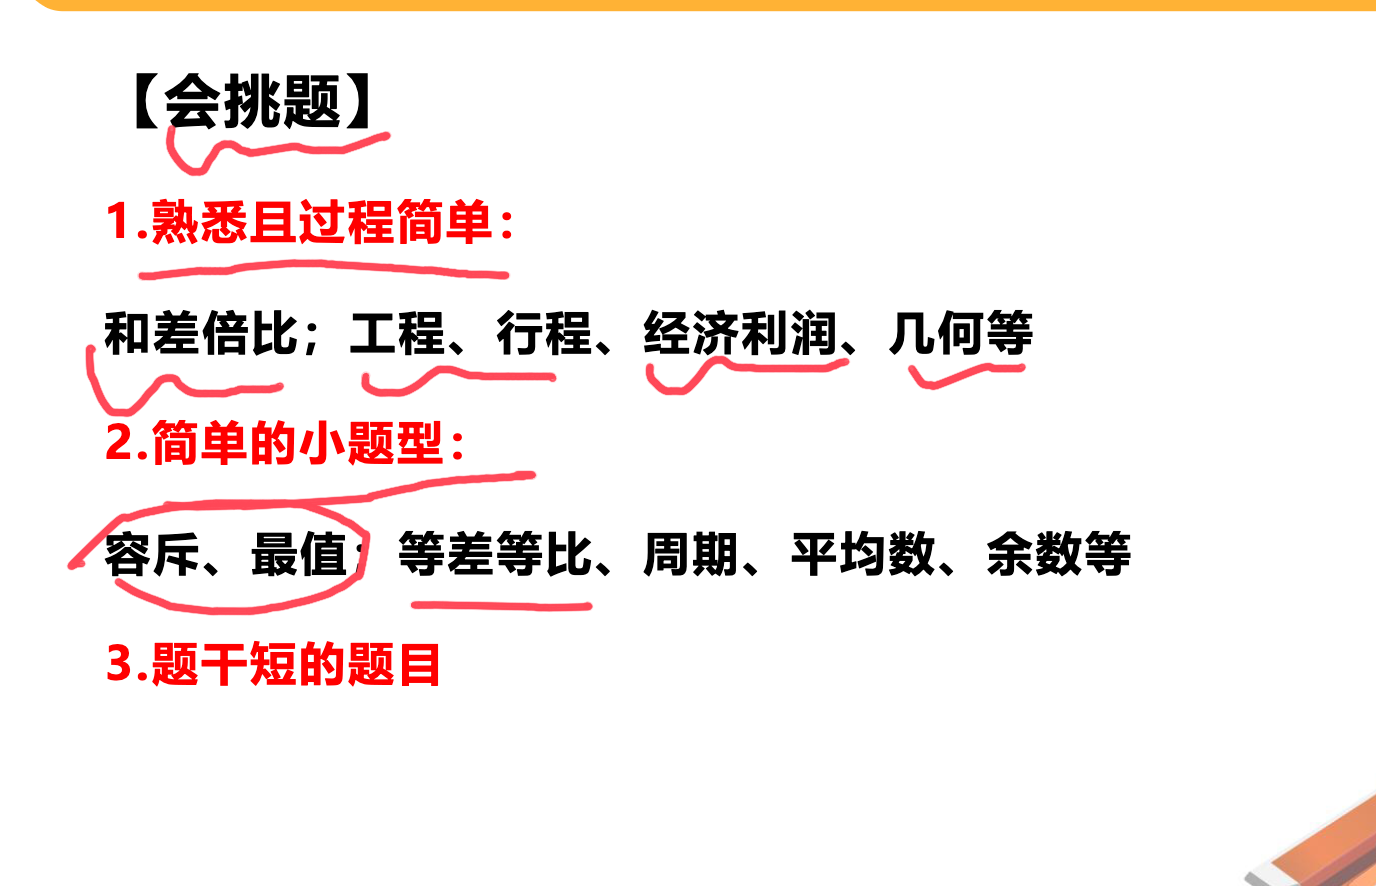 【会挑题】
1.熟悉且过程简单：
和差倍比；工程、行程、经济利润、几何等
2.简单的小题型：
容斥、最值；等差等比、周期、平均数、余数等
3.题干短的题目